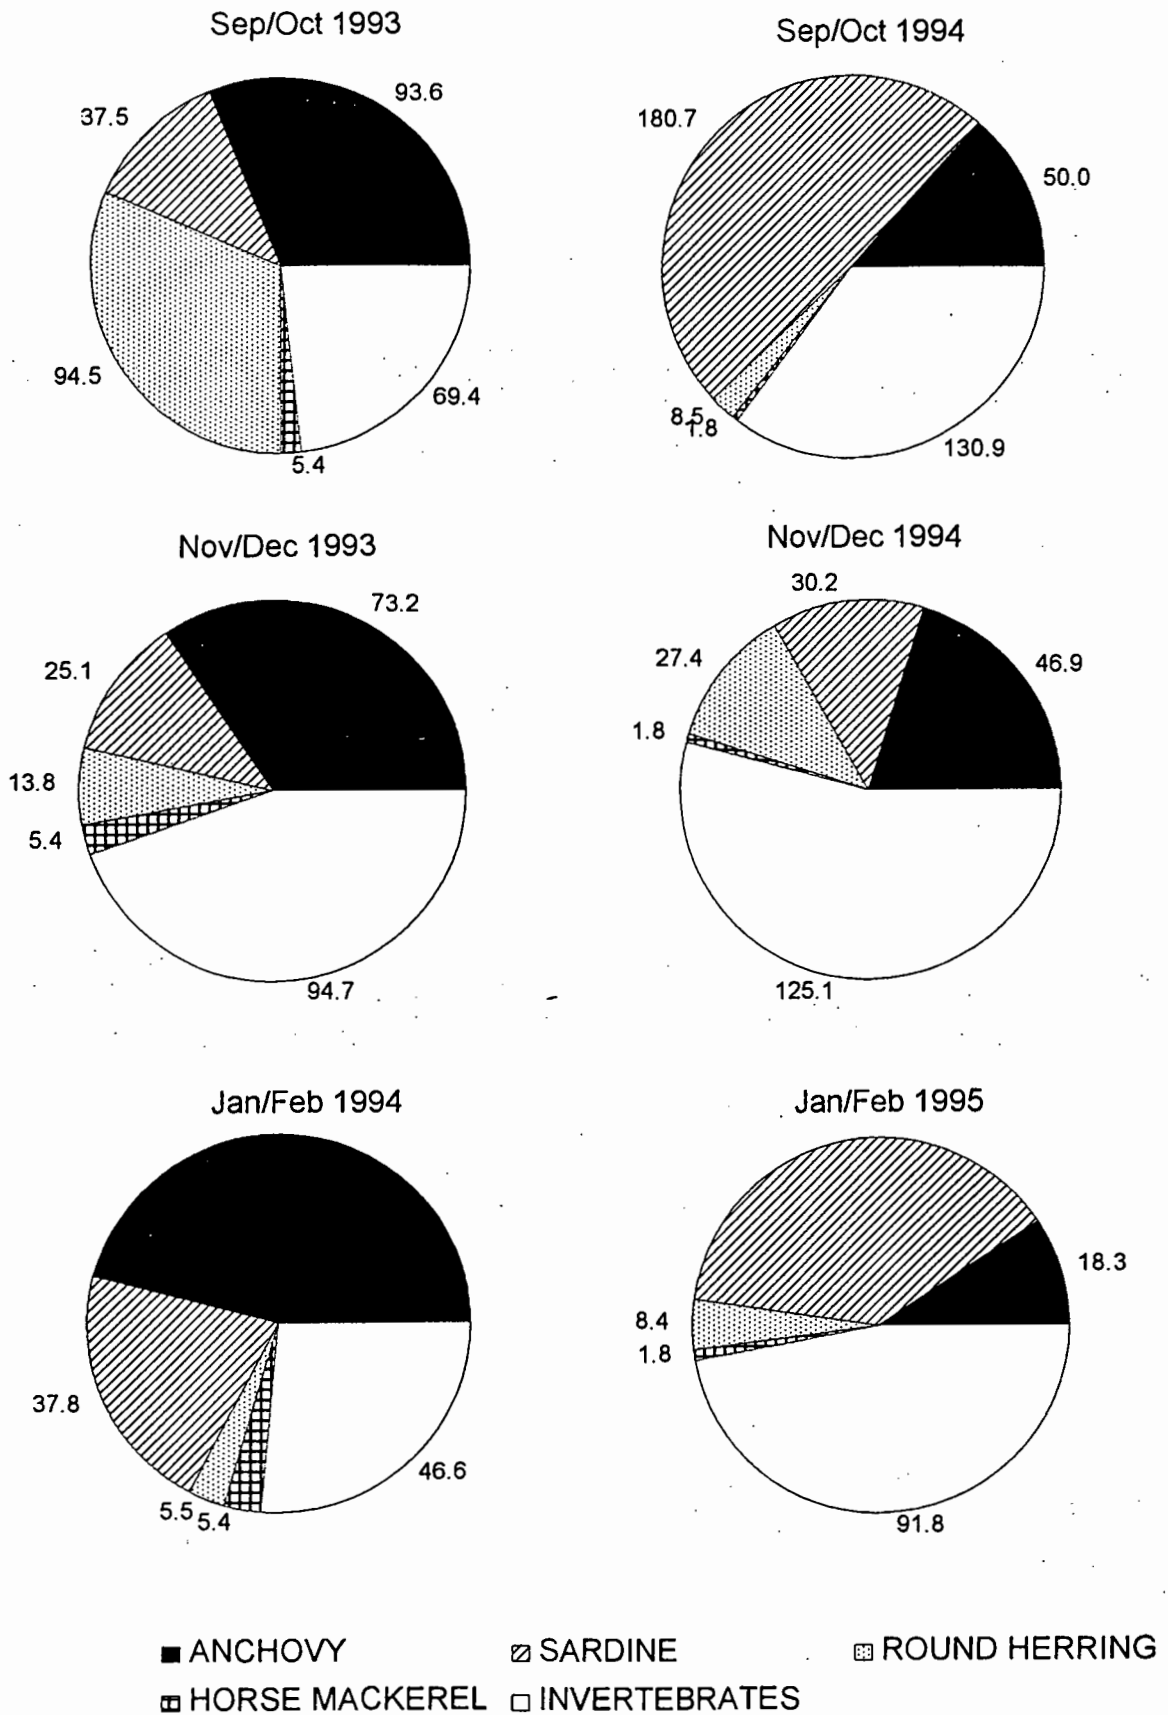 Sep/Oct 1993
Sep/Oct 1994
93.6
37.5
94.5
69.4
5.4
180.7
50.0
8.5
1.8
130.9
Nov/Dec 1993
Nov/Dec 1994
73.2
25.1
13.8
5.4
94.7
30.2
27.4
46.9
1.8
125.1
Jan/Feb 1994
Jan/Feb 1995
37.8
46.6
5.5
5.4
18.3
8.4
1.8
91.8
ANCHOVY
SARDINE
ROUND HERRING
HORSE MACKEREL
INVERTEBRATES